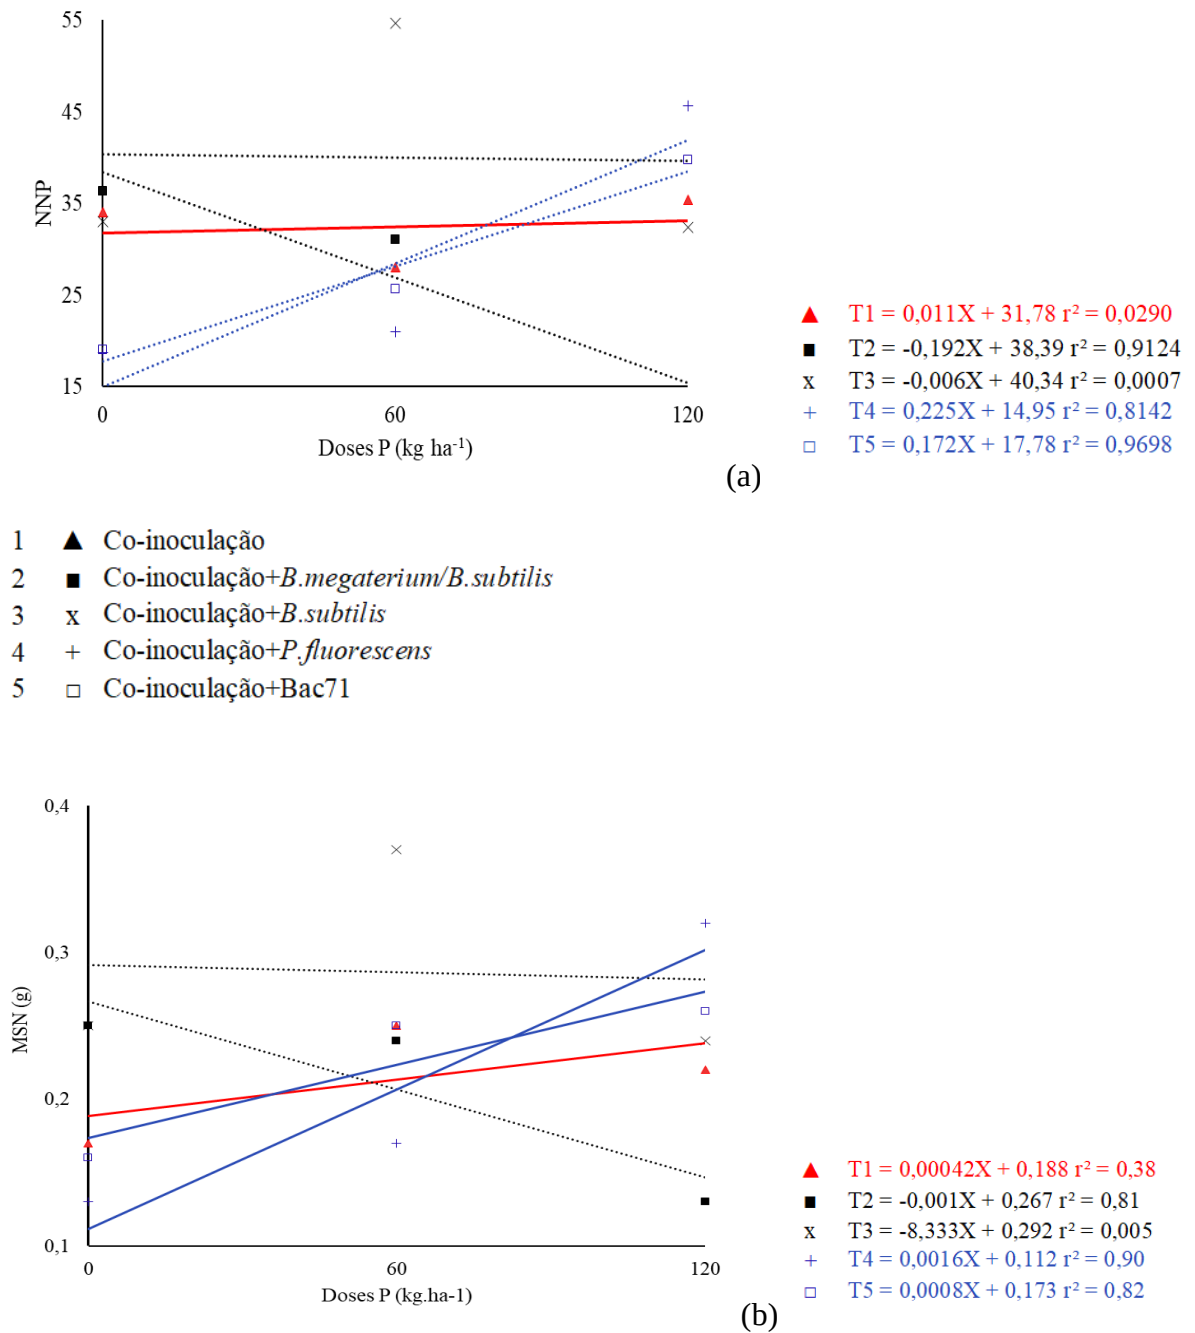 55
45
35
25
15
NNP
0 60 120
Doses P (kg ha-1)
T1 = 0,011X + 31,78 r² = 0,0290
T2 = -0,192X + 38,39 r² = 0,9124
x T3 = -0,006X + 40,34 r² = 0,0007
+ T4 = 0,225X + 14,95 r² = 0,8142
T5 = 0,172X + 17,78 r² = 0,9698
(a)
1 ▲ Co-inoculação
2 ■ Co-inoculação+B.megaterium/B.subtilis
3 x Co-inoculação+B.subtilis
4 + Co-inoculação+P.fluorescens
5 □ Co-inoculação+Bac71
0,4
0,3
0,2
0,1
MSN (g)
0 60 120
Doses P (kg.ha-1)
T1 = 0,00042X + 0,188 r² = 0,38
T2 = -0,001X + 0,267 r² = 0,81
x T3 = -8,333X + 0,292 r² = 0,005
+ T4 = 0,0016X + 0,112 r² = 0,90
T5 = 0,0008X + 0,173 r² = 0,82
(b)